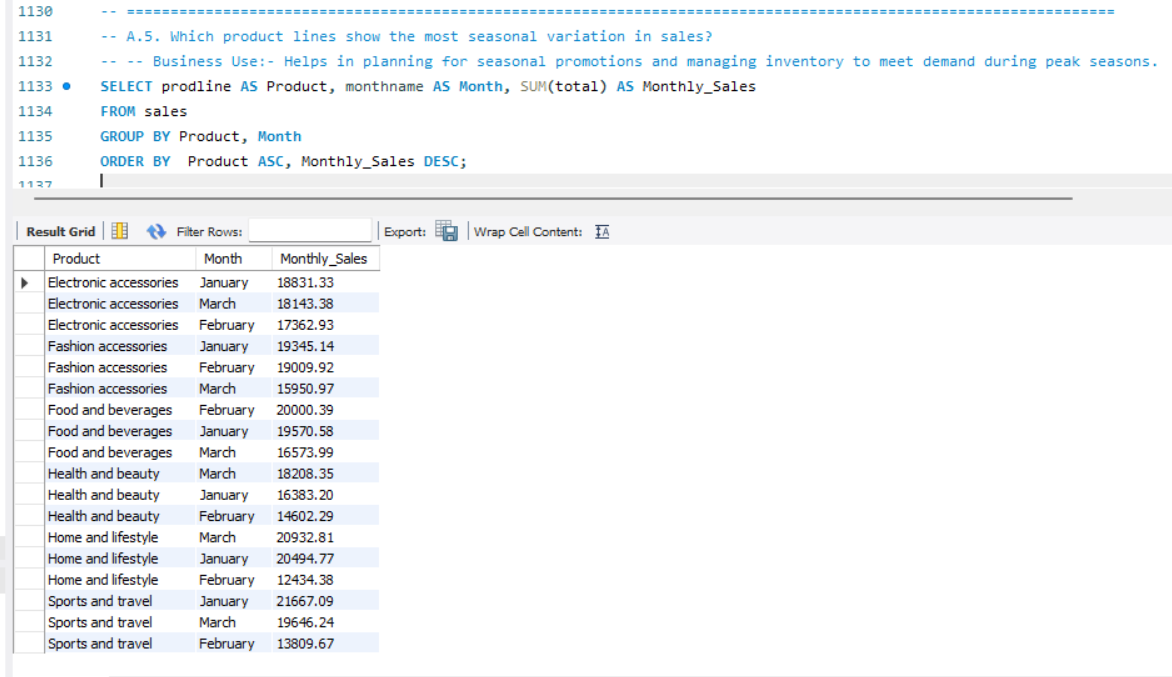 1130 -- ==================================================================================================================
1131 -- A.5. Which product lines show the most seasonal variation in sales?
1132 -- -- Business Use:- Helps in planning for seasonal promotions and managing inventory to meet demand during peak seasons.
1133 SELECT prodline AS Product, monthname AS Month, SUM(total) AS Monthly_Sales
1134 FROM sales
1135 GROUP BY Product, Month
1136 ORDER BY  Product ASC, Monthly_Sales DESC;
1137
Result Grid Filter Rows: Export: Wrap Cell Content:
Product Month Monthly_Sales
Electronic accessories January 18831.33
Electronic accessories March 18143.38
Electronic accessories February 17362.93
Fashion accessories January 19345.14
Fashion accessories February 19009.92
Fashion accessories March 15950.97
Food and beverages February 20000.39
Food and beverages January 19570.58
Food and beverages March 16573.99
Health and beauty March 18208.35
Health and beauty January 16383.20
Health and beauty February 14602.29
Home and lifestyle March 20932.81
Home and lifestyle January 20494.77
Home and lifestyle February 12434.38
Sports and travel January 21667.09
Sports and travel March 19646.24
Sports and travel February 13809.67